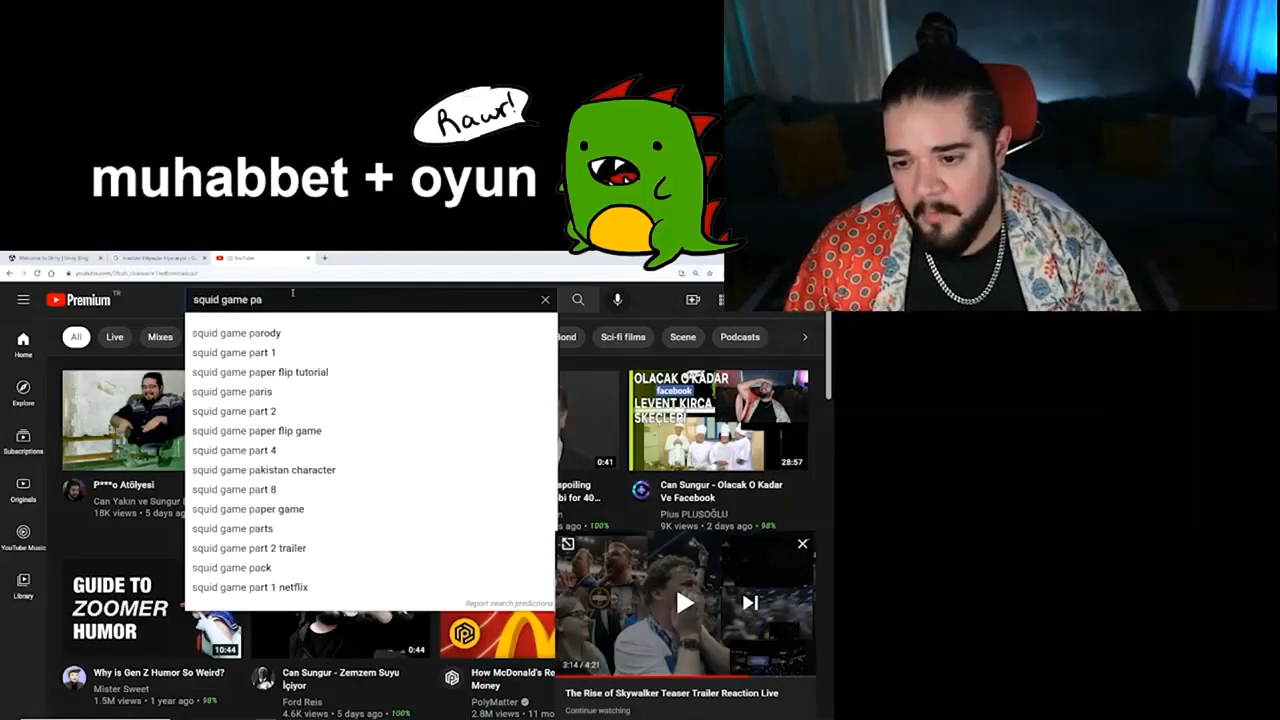 Rawr!
muhabbet + oyun
Welcome to Unity | Unity Blog
YouTube
Premium TR
squid game pa
All
Live
Mixes
Bond
Sci-fi films
Scene
Podcasts
squid game parody
squid game part 1
squid game paper flip tutorial
squid game paris
squid game part 2
squid game paper flip game
squid game part 4
squid game pakistan character
squid game part 8
squid game paper game
squid game parts
squid game part 2 trailer
squid game pack
squid game part 1 netflix
Report search predictions
Home
Explore
Subscriptions
Originals
YouTube Music
Library
P***o Atölyesi
Can Yakın ve Sungur
18K views • 5 days ag
0:41
spoiling
bi for 40...
s ago • 100%
OLACAK O KADAR
facebook
LEVENT KIRCA
SKEÇLERİ
28:57
Can Sungur - Olacak O Kadar
Ve Facebook
Plus PLUSOĞLU
9K views • 2 days ago • 98%
GUIDE TO
ZOOMER
HUMOR
10:44
Why is Gen Z Humor So Weird?
Mister Sweet
1.5M views • 1 year ago • 98%
0:44
Can Sungur - Zemzem Suyu
İçiyor
Ford Reis
4.6K views • 5 days ago • 100%
How McDonald's Re
Money
PolyMatter
2.8M views • 11 mo
3:14 / 4:21
The Rise of Skywalker Teaser Trailer Reaction Live
Continue watching